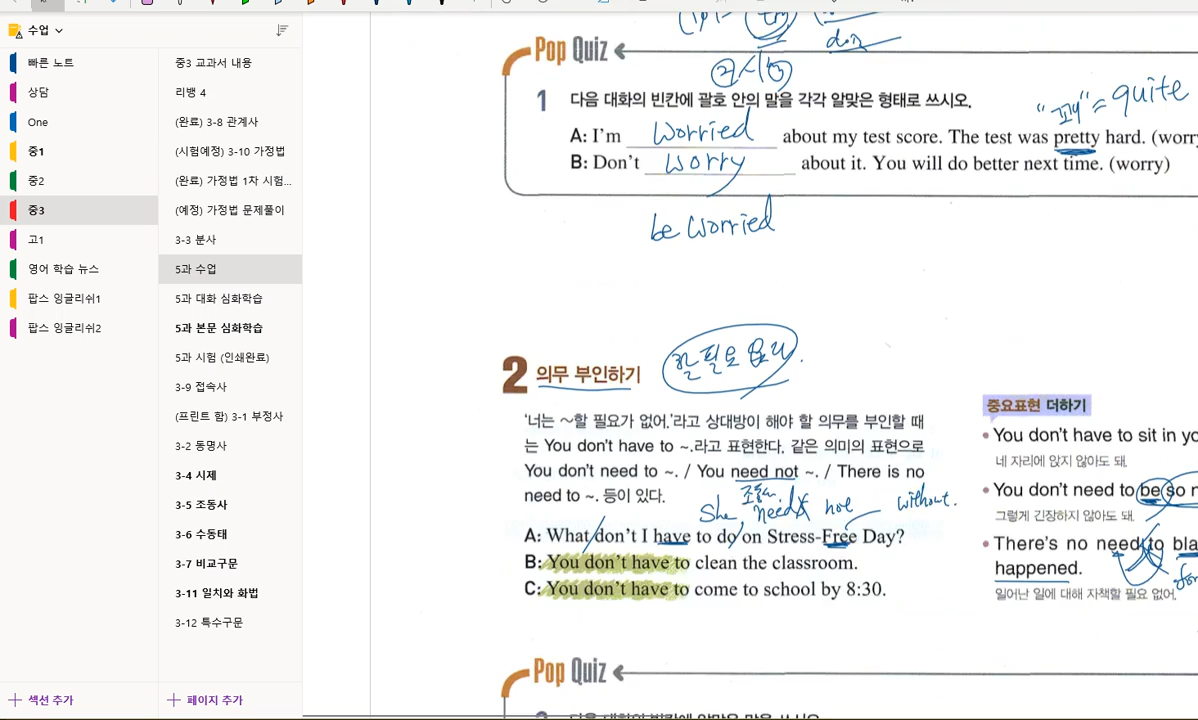 수업
빠른 노트
상담
One
중1
중2
중3
고1
영어 학습 뉴스
팝스 잉글리쉬1
팝스 잉글리쉬2
섹션 추가
중3 교과서 내용
리뱅 4
(완료) 3-8 관계사
(시험예정) 3-10 가정법
(완료) 가정법 1차 시험...
(예정) 가정법 문제풀이
3-3 분사
5과 수업
5과 대화 심화학습
5과 본문 심화학습
5과 시험 (인쇄완료)
3-9 접속사
(프린트 함) 3-1 부정사
3-2 동명사
3-4 시제
3-5 조동사
3-6 수동태
3-7 비교구문
3-11 일치와 화법
3-12 특수구문
페이지 추가
Pop Quiz
1 다음 대화의 빈칸에 괄호 안의 말을 각각 알맞은 형태로 쓰시오.
"꽤" = quite
A: I'm worried about my test score. The test was pretty hard. (worry
B: Don't worry about it. You will do better next time. (worry)
be worried
2 의무 부인하기
할 필요 없다.
'너는 ~할 필요가 없어.'라고 상대방이 해야 할 의무를 부인할 때
는 You don't have to ~.라고 표현한다. 같은 의미의 표현으로
You don't need to ~. / You need not ~. / There is no
need to ~. 등이 있다.
조동사
She need not without.
A: What don't I have to do on Stress-Free Day?
B: You don't have to clean the classroom.
C: You don't have to come to school by 8:30.
중요표현 더하기
You don't have to sit in yo
네 자리에 앉지 않아도 돼.
You don't need to be so n
그렇게 긴장하지 않아도 돼.
There's no need to bla
happened.
for
일어난 일에 대해 자책할 필요 없어.
Pop Quiz